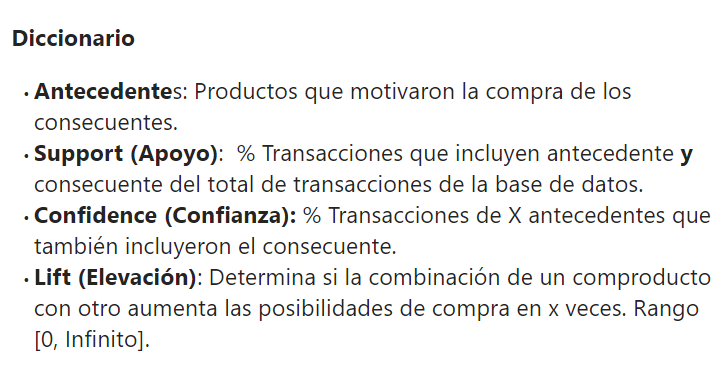 Diccionario
• Antecedentes: Productos que motivaron la compra de los
consecuentes.
• Support (Apoyo):  % Transacciones que incluyen antecedente y
consecuente del total de transacciones de la base de datos.
• Confidence (Confianza): % Transacciones de X antecedentes que
también incluyeron el consecuente.
• Lift (Elevación): Determina si la combinación de un comproducto
con otro aumenta las posibilidades de compra en x veces. Rango
[0, Infinito].